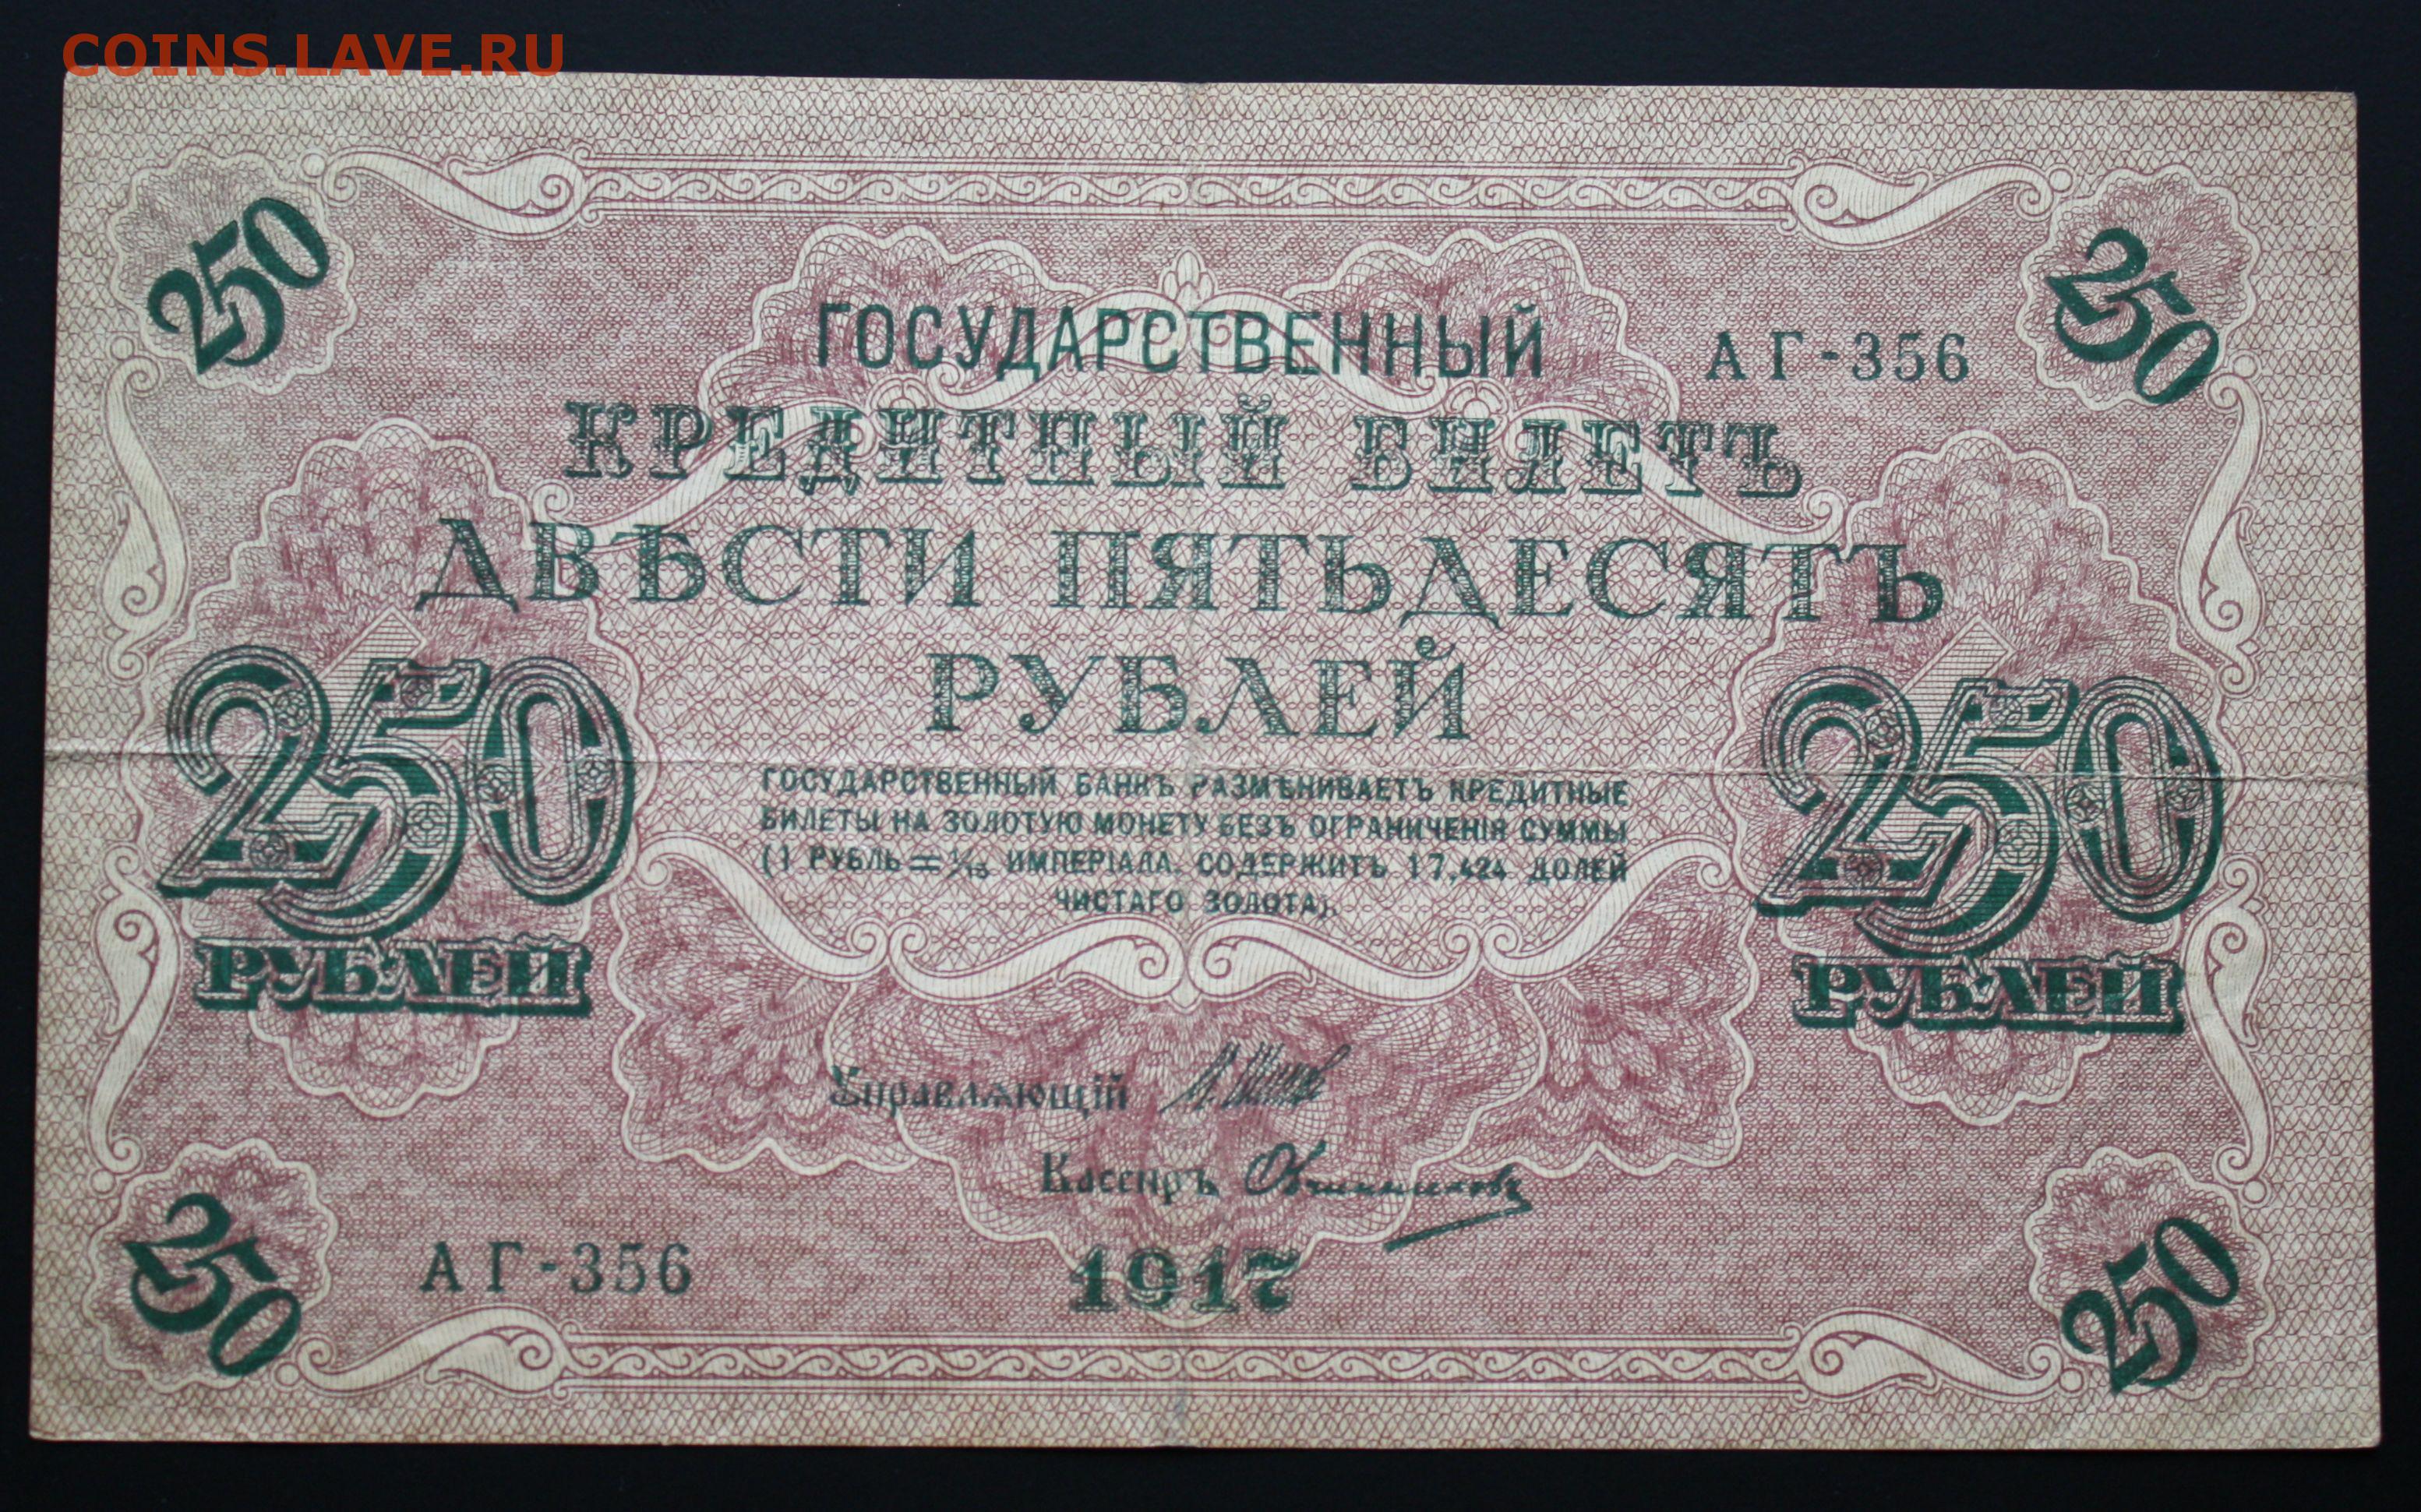 COINS.LAVE.RU
250
250
ГОСУДАРСТВЕННЫЙ
АГ-356
КРЕДИТНЫЙ БИЛЕТЪ
ДВѢСТИ ПЯТЬДЕСЯТЪ
РУБЛЕЙ
250
РУБЛЕЙ
250
РУБЛЕЙ
ГОСУДАРСТВЕННЫЙ БАНКЪ РАЗМѢНИВАЕТЪ КРЕДИТНЫЕ
БИЛЕТЫ НА ЗОЛОТУЮ МОНЕТУ БЕЗЪ ОГРАНИЧЕНІЯ СУММЫ
(1 РУБЛЬ = 1/15 ИМПЕРІАЛА, СОДЕРЖИТЪ 17,424 ДОЛЕЙ
ЧИСТАГО ЗОЛОТА).
Управляющій
Кассиръ Овчинниковъ
АГ-356
1917
250
250